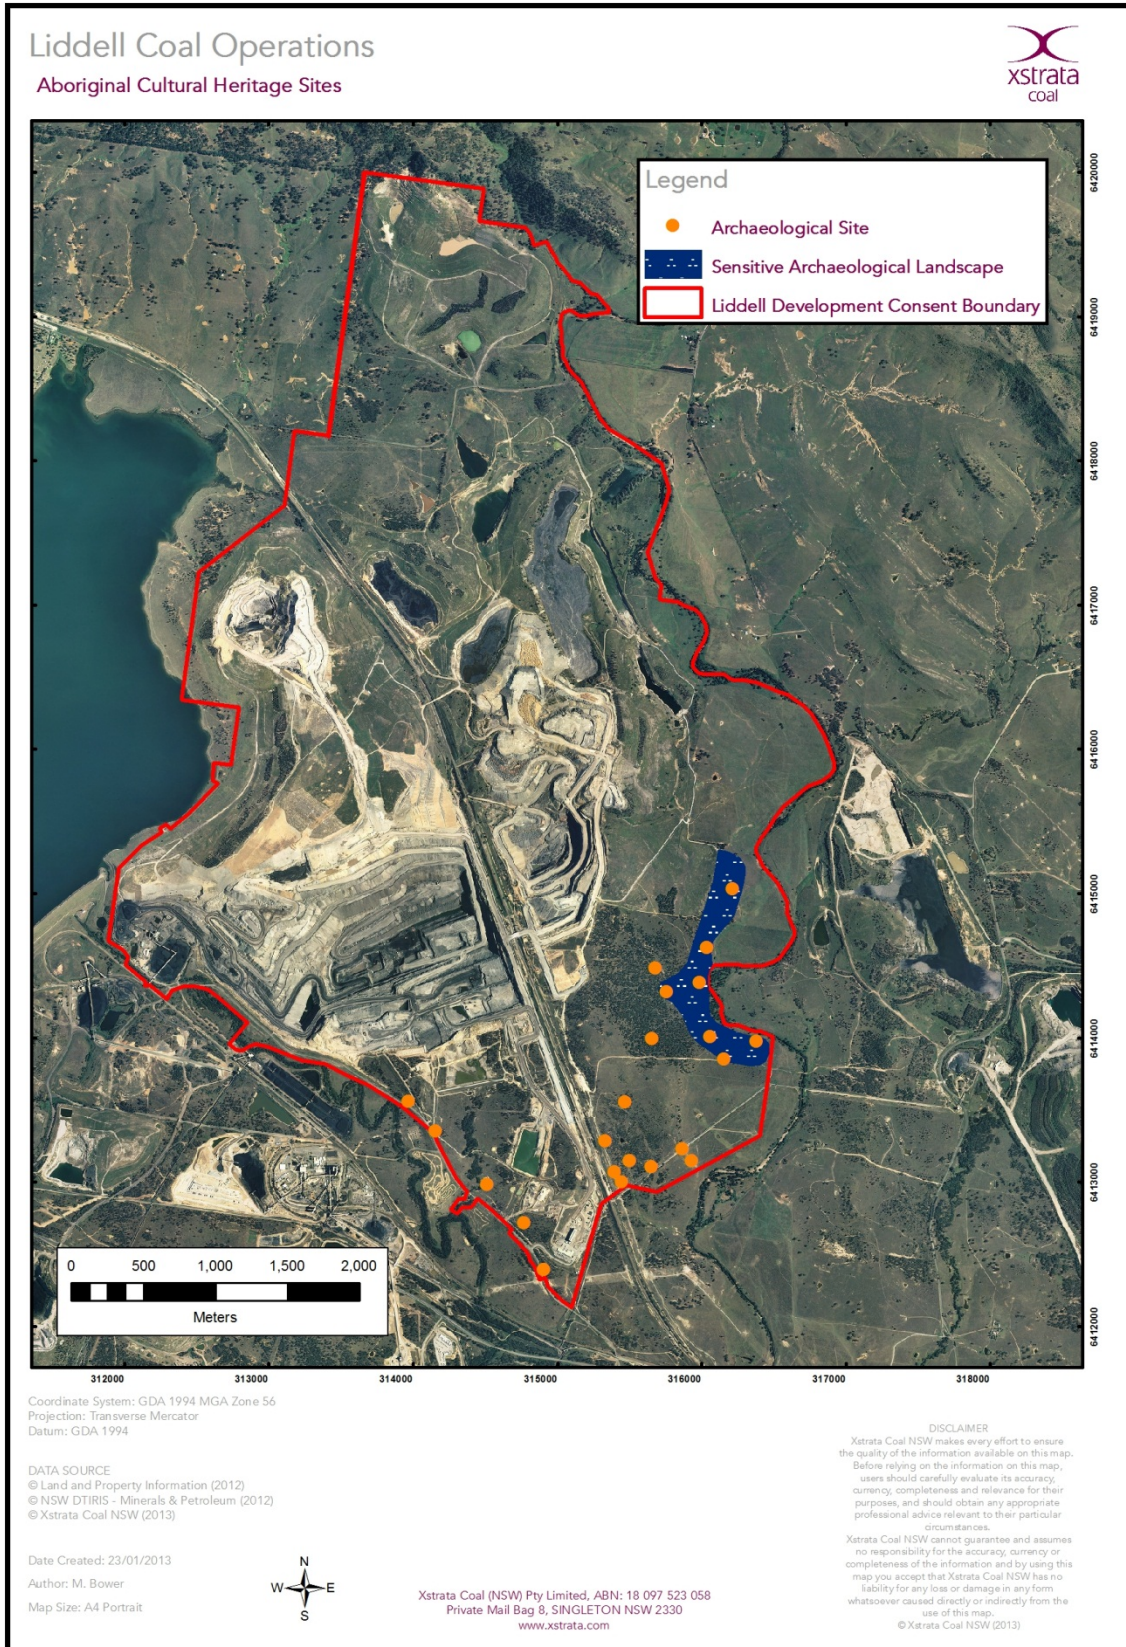 Liddell Coal Operations
Aboriginal Cultural Heritage Sites
xstrata
coal
Legend
Archaeological Site
Sensitive Archaeological Landscape
Liddell Development Consent Boundary
6420000
6419000
6418000
6417000
6416000
6415000
6414000
6413000
6412000
0 500 1,000 1,500 2,000
Meters
312000 313000 314000 315000 316000 317000 318000
Coordinate System: GDA 1994 MGA Zone 56
Projection: Transverse Mercator
Datum: GDA 1994
DATA SOURCE
© Land and Property Information (2012)
© NSW DTIRIS - Minerals & Petroleum (2012)
© Xstrata Coal NSW (2013)
Date Created: 23/01/2013
Author: M. Bower
Map Size: A4 Portrait
N
W E
S
Xstrata Coal (NSW) Pty Limited, ABN: 18 097 523 058
Private Mail Bag 8, SINGLETON NSW 2330
www.xstrata.com
DISCLAIMER
Xstrata Coal NSW makes every effort to ensure
the quality of the information available on this map.
Before relying on the information on this map,
users should carefully evaluate its accuracy,
currency, completeness and relevance for their
purposes, and should obtain any appropriate
professional advice relevant to their particular
circumstances.
Xstrata Coal NSW cannot guarantee and assumes
no responsibility for the accuracy, currency or
completeness of the information and by using this
map you accept that Xstrata Coal NSW has no
liability for any loss or damage in any form
whatsoever caused directly or indirectly from the
use of this map.
© Xstrata Coal NSW (2013)